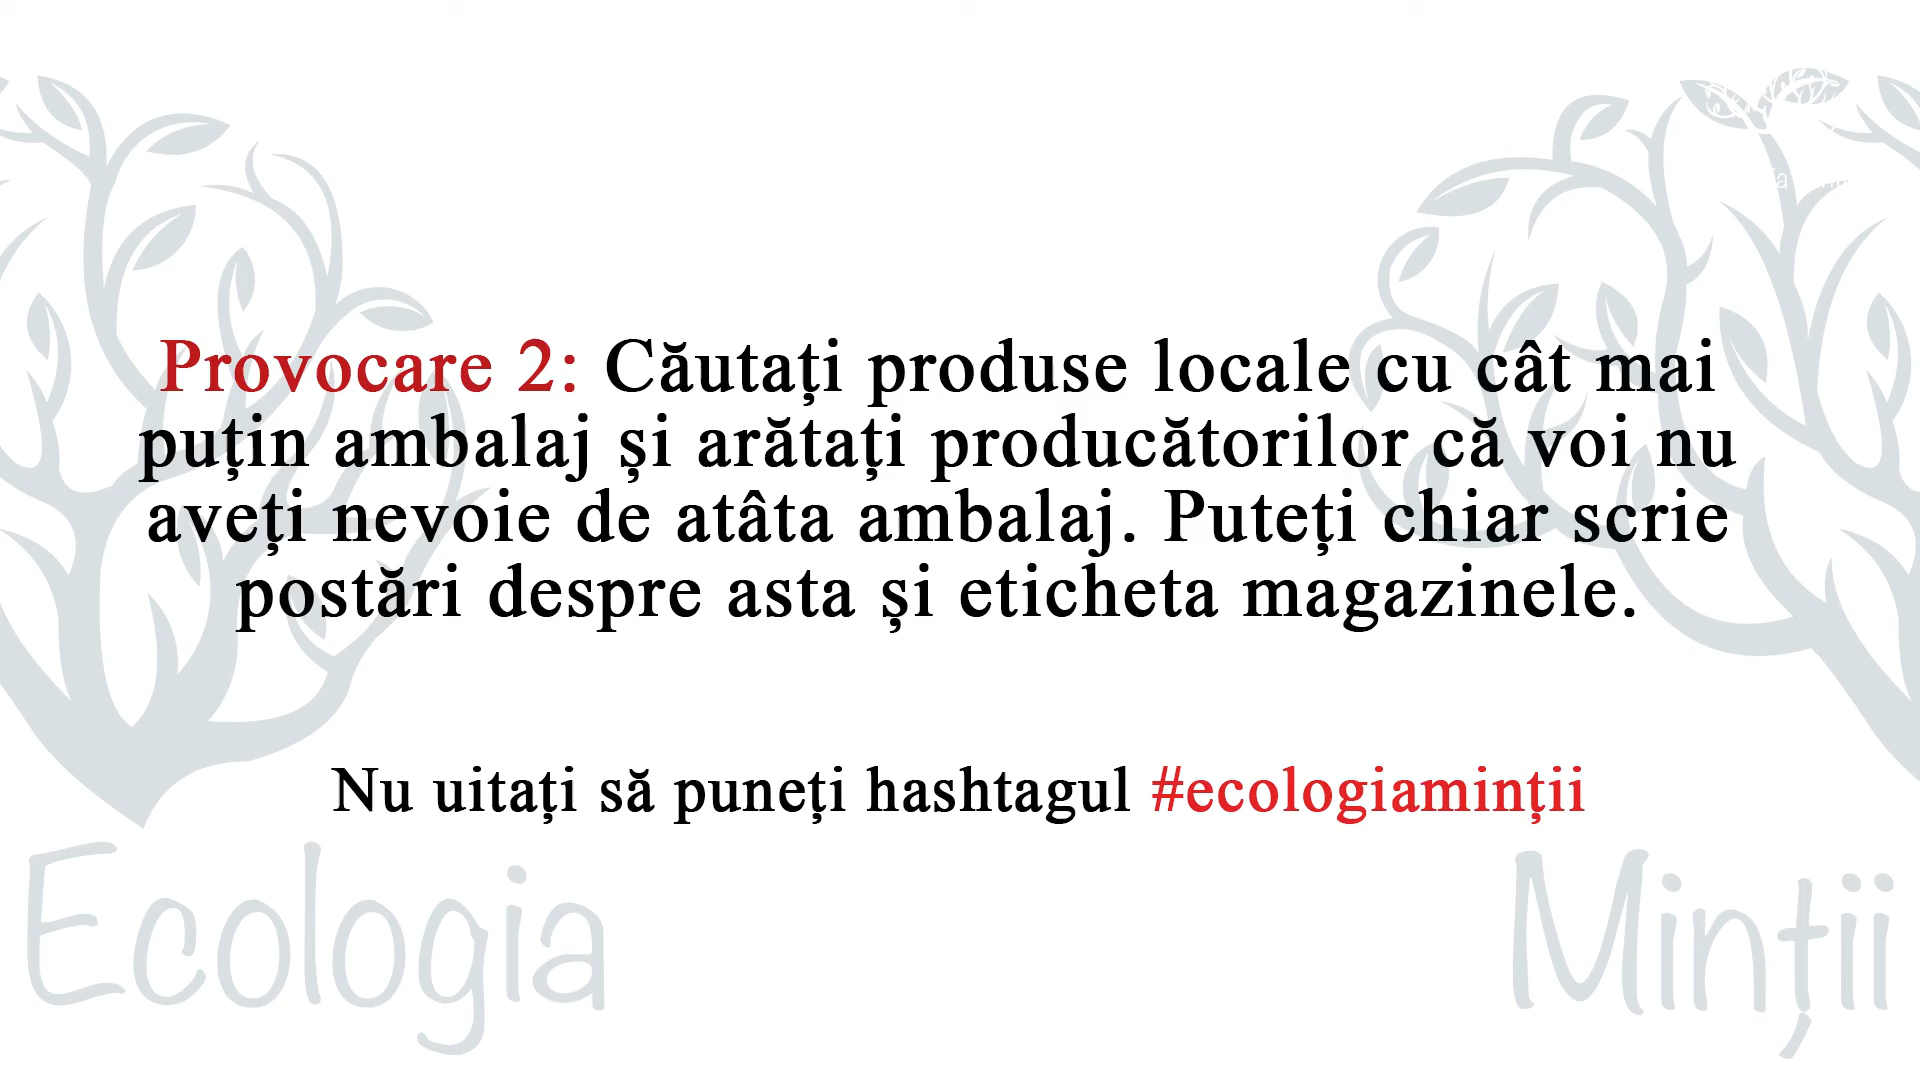 Provocare 2: Căutați produse locale cu cât mai
puțin ambalaj și arătați producătorilor că voi nu
aveți nevoie de atâta ambalaj. Puteți chiar scrie
postări despre asta și eticheta magazinele.
Nu uitați să puneți hashtagul #ecologiaminții
Ecologia
Minții